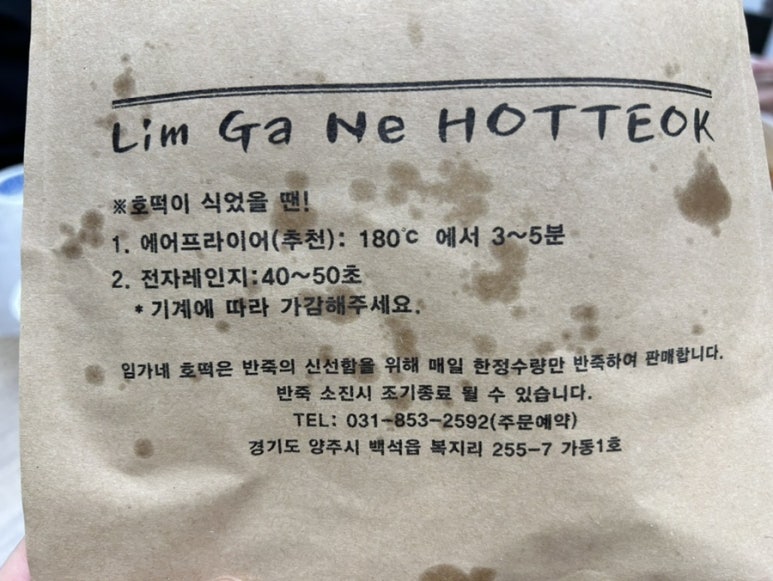 Lim Ga Ne HOTTEOK
※호떡이 식었을 땐!
1. 에어프라이어(추천): 180℃ 에서 3~5분
2. 전자레인지:40~50초
* 기계에 따라 가감해주세요.
임가네 호떡은 반죽의 신선함을 위해 매일 한정수량만 반죽하여 판매합니다.
반죽 소진시 조기종료 될 수 있습니다.
TEL: 031-853-2592(주문예약)
경기도 양주시 백석읍 복지리 255-7 가동1호